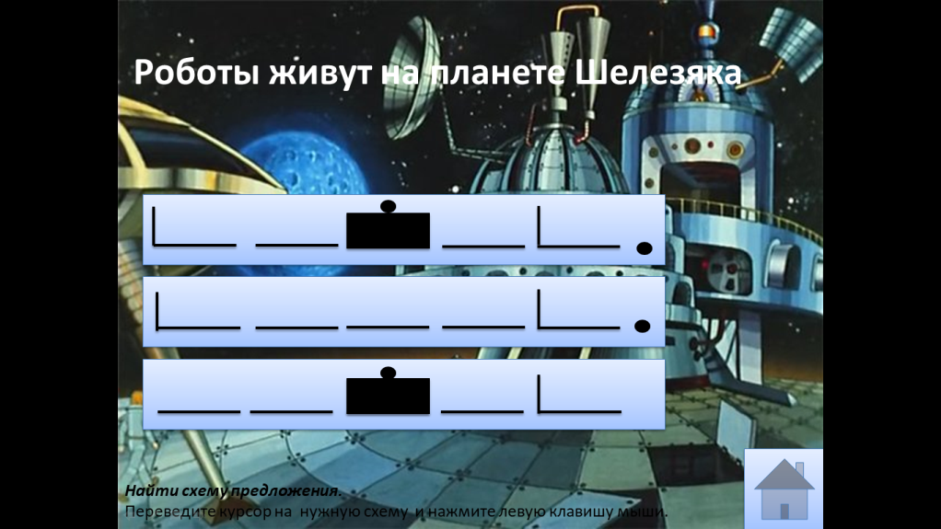 Роботы живут на планете Шелезяка
Найти схему предложения.
Переведите курсор на нужную схему и нажмите левую клавишу мыши.